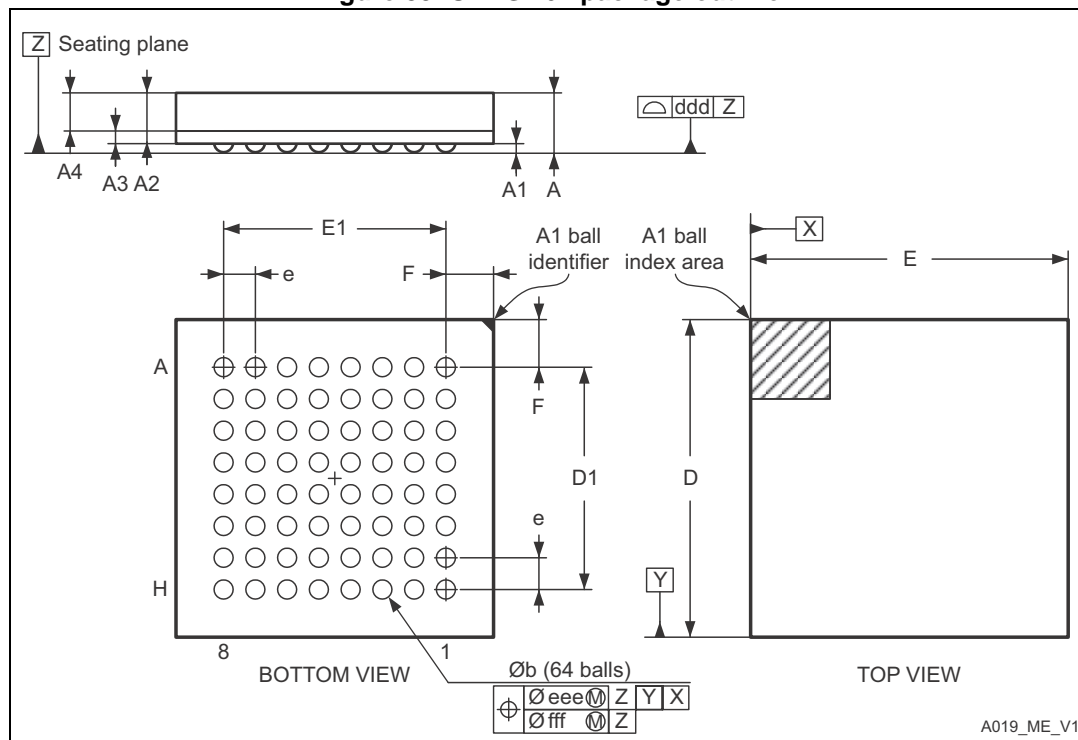 Z Seating plane
ddd Z
A4
A3 A2
A1 A
E1
e
F
A1 ball
identifier
A1 ball
index area
X
E
A
F
D1
D
e
Y
H
8
1
BOTTOM VIEW
Øb (64 balls)
TOP VIEW
Ø eee Ⓜ Z Y X
Ø fff Ⓜ Z
A019_ME_V1